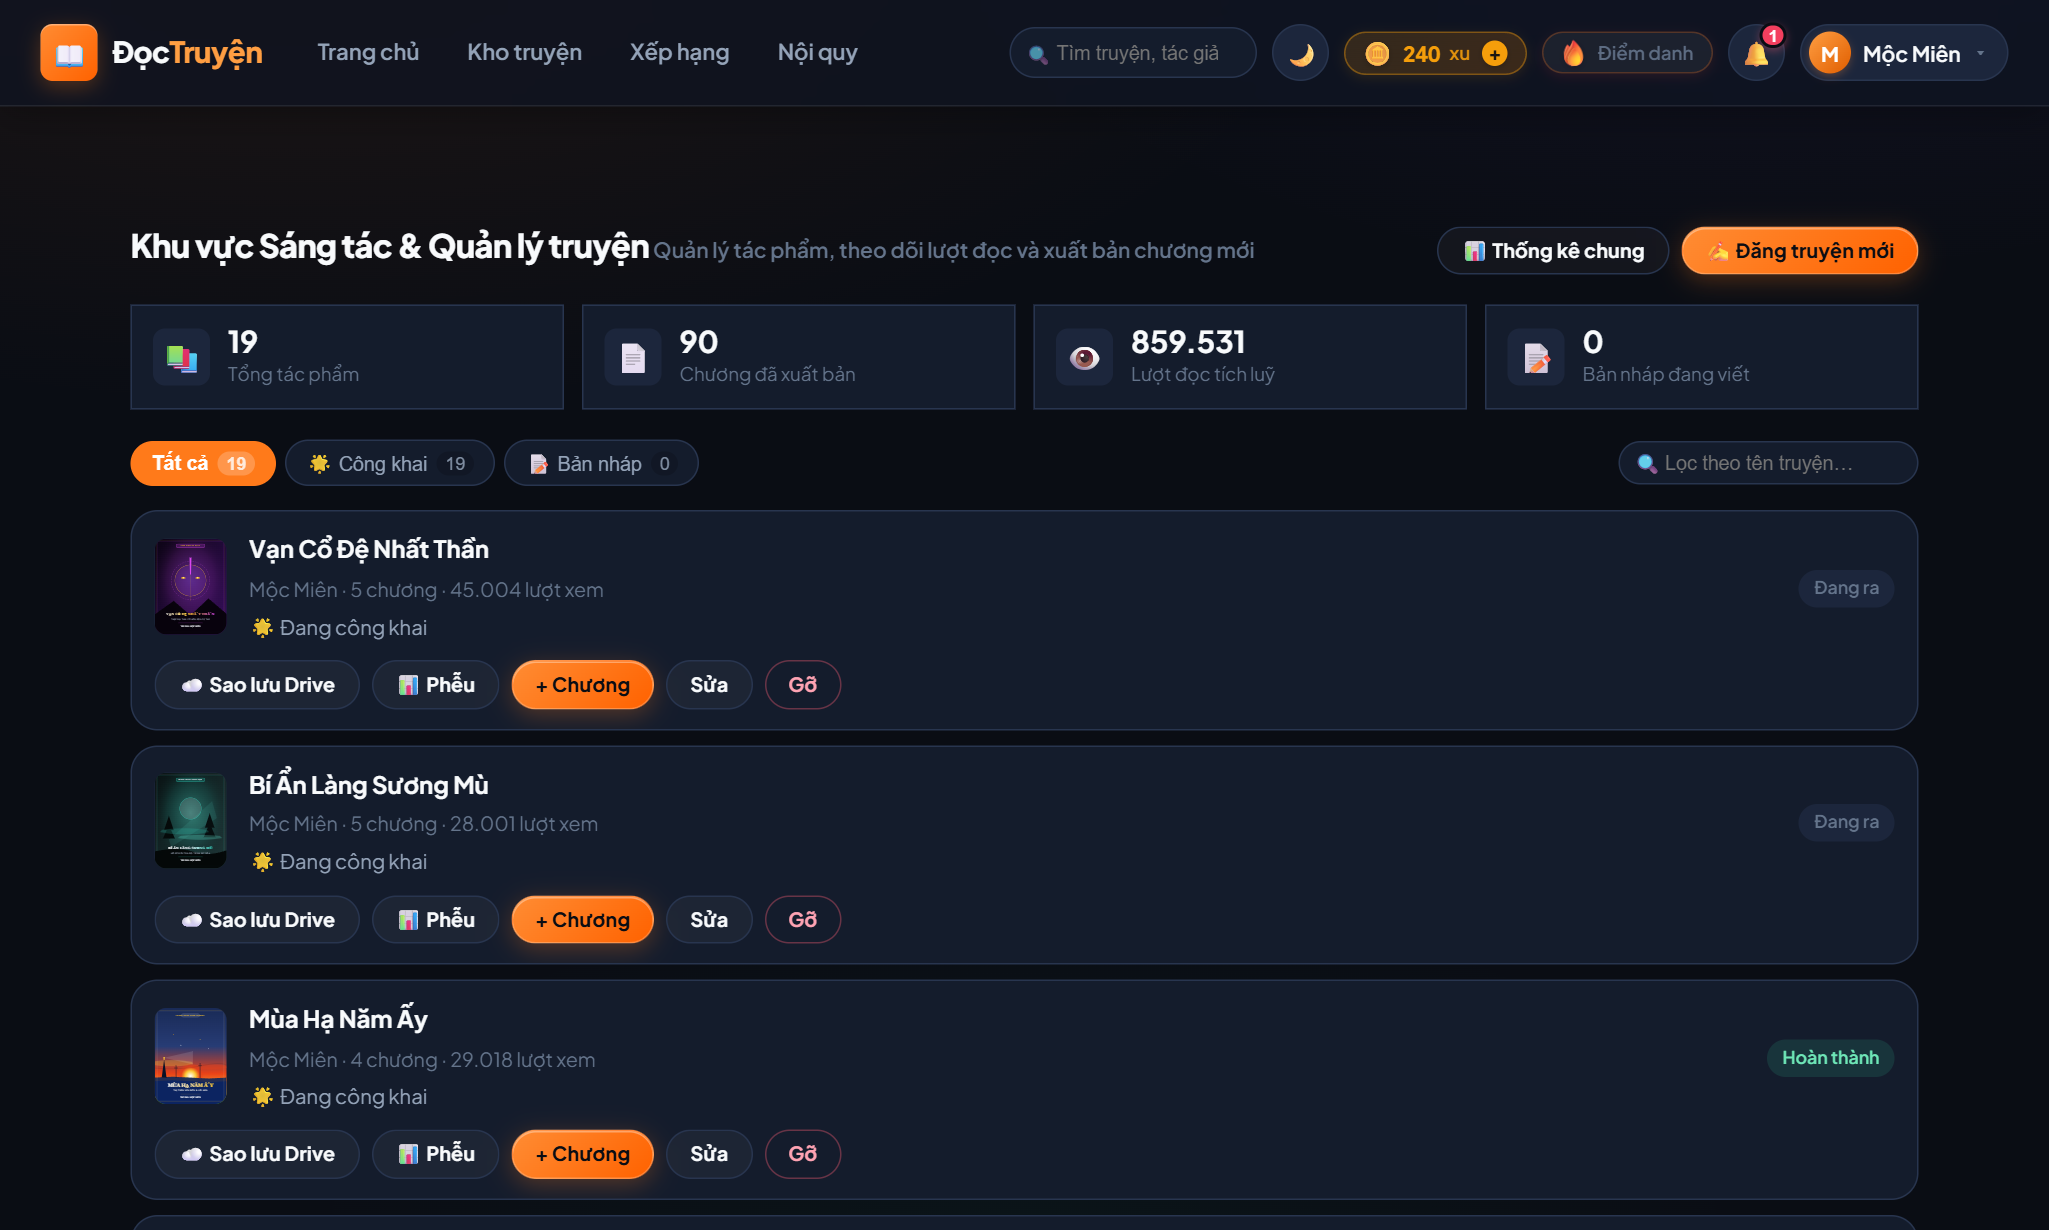 ĐọcTruyện
Trang chủ
Kho truyện
Xếp hạng
Nội quy
Tìm truyện, tác giả
240 xu +
Điểm danh
1
M Mộc Miên
Khu vực Sáng tác & Quản lý truyện Quản lý tác phẩm, theo dõi lượt đọc và xuất bản chương mới
Thống kê chung
Đăng truyện mới
19
Tổng tác phẩm
90
Chương đã xuất bản
859.531
Lượt đọc tích luỹ
0
Bản nháp đang viết
Tất cả 19
Công khai 19
Bản nháp 0
Lọc theo tên truyện...
Vạn Cổ Đệ Nhất Thần
Mộc Miên · 5 chương · 45.004 lượt xem
Đang công khai
Đang ra
Sao lưu Drive
Phễu
+ Chương
Sửa
Gỡ
Bí Ẩn Làng Sương Mù
Mộc Miên · 5 chương · 28.001 lượt xem
Đang công khai
Đang ra
Sao lưu Drive
Phễu
+ Chương
Sửa
Gỡ
MÙA HẠ NĂM ẤY
Mùa Hạ Năm Ấy
Mộc Miên · 4 chương · 29.018 lượt xem
Đang công khai
Hoàn thành
Sao lưu Drive
Phễu
+ Chương
Sửa
Gỡ